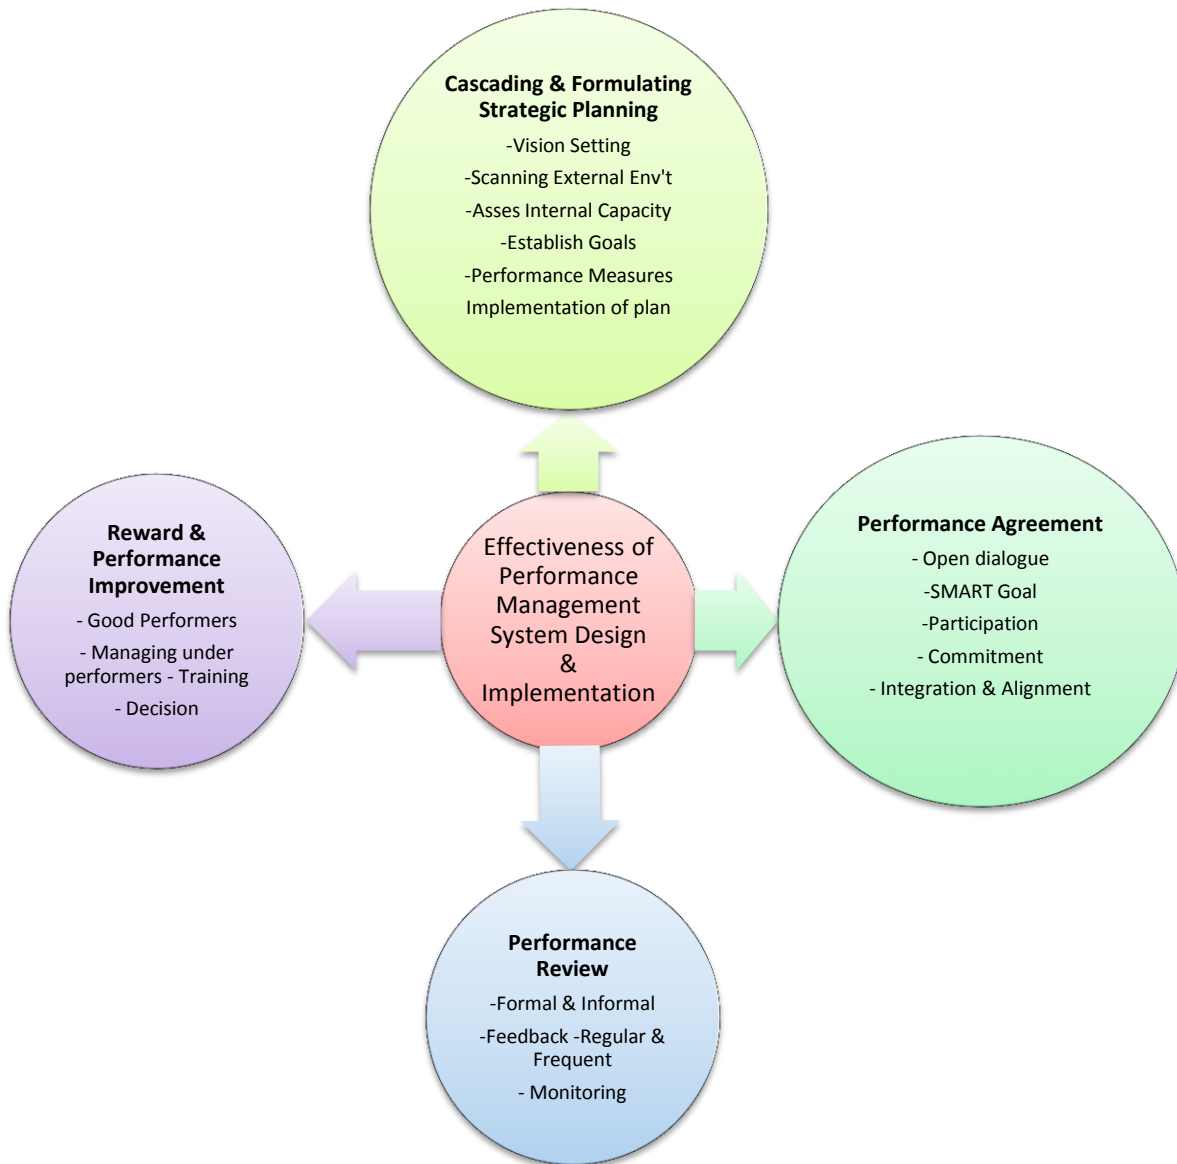 Cascading & Formulating
Strategic Planning
-Vision Setting
-Scanning External Env't
-Asses Internal Capacity
-Establish Goals
-Performance Measures
Implementation of plan
Reward &
Performance
Improvement
- Good Performers
- Managing under
performers - Training
- Decision
Effectiveness of
Performance
Management
System Design
&
Implementation
Performance Agreement
- Open dialogue
-SMART Goal
-Participation
- Commitment
- Integration & Alignment
Performance
Review
-Formal & Informal
-Feedback -Regular &
Frequent
- Monitoring